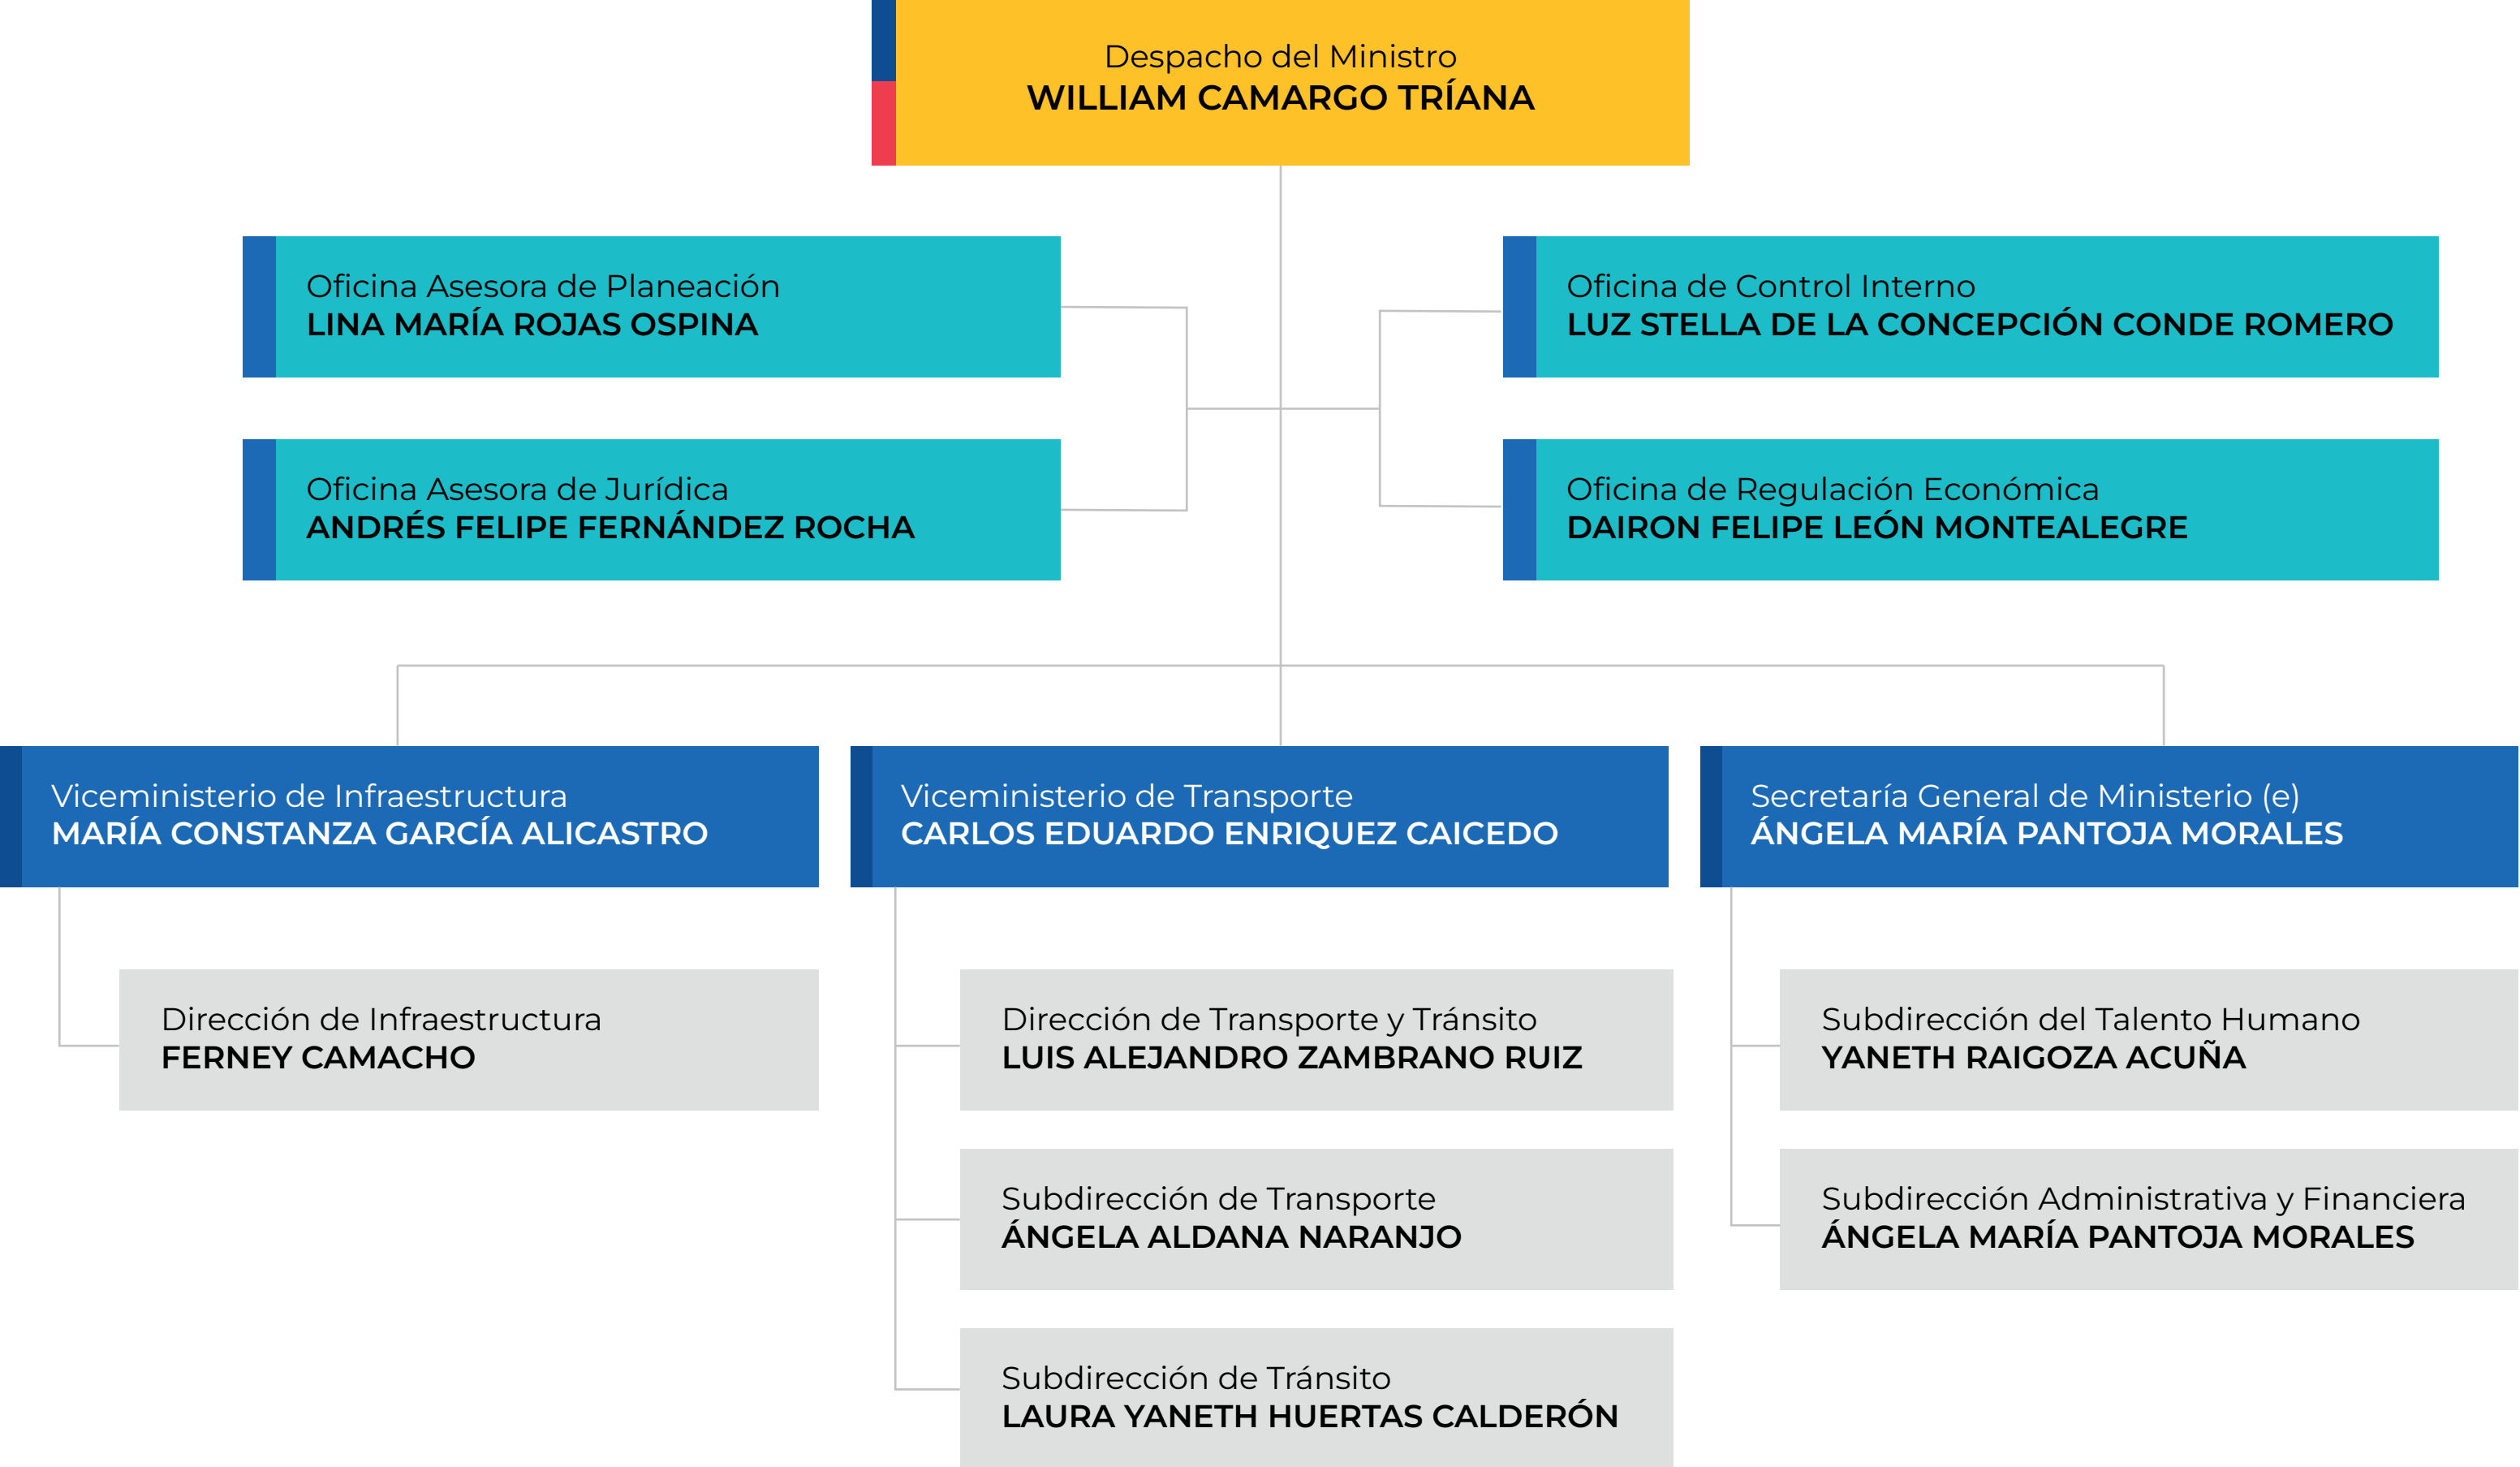 Despacho del Ministro
WILLIAM CAMARGO TRÍANA
Oficina Asesora de Planeación
LINA MARÍA ROJAS OSPINA
Oficina de Control Interno
LUZ STELLA DE LA CONCEPCIÓN CONDE ROMERO
Oficina Asesora de Jurídica
ANDRÉS FELIPE FERNÁNDEZ ROCHA
Oficina de Regulación Económica
DAIRON FELIPE LEÓN MONTEALEGRE
Viceministerio de Infraestructura
MARÍA CONSTANZA GARCÍA ALICASTRO
Viceministerio de Transporte
CARLOS EDUARDO ENRIQUEZ CAICEDO
Secretaría General de Ministerio (e)
ÁNGELA MARÍA PANTOJA MORALES
Dirección de Infraestructura
FERNEY CAMACHO
Dirección de Transporte y Tránsito
LUIS ALEJANDRO ZAMBRANO RUIZ
Subdirección de Transporte
ÁNGELA ALDANA NARANJO
Subdirección de Tránsito
LAURA YANETH HUERTAS CALDERÓN
Subdirección del Talento Humano
YANETH RAIGOZA ACUÑA
Subdirección Administrativa y Financiera
ÁNGELA MARÍA PANTOJA MORALES